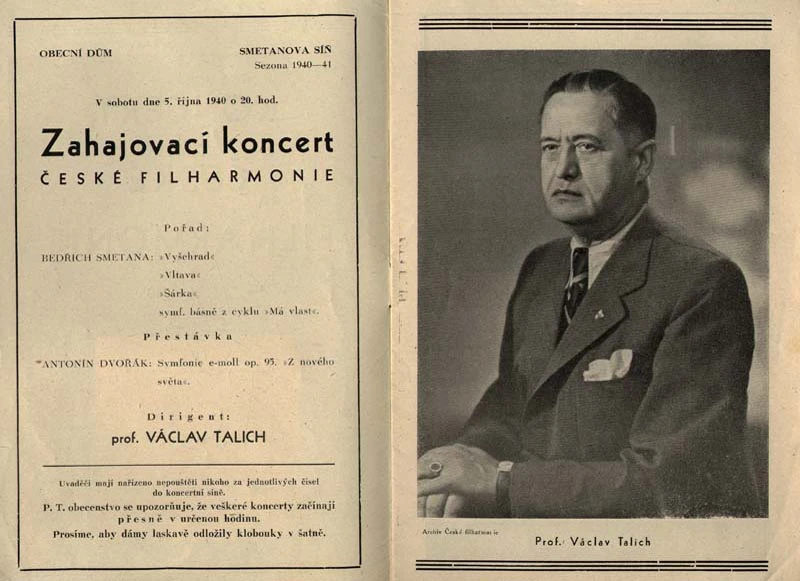 OBECNÍ DŮM
SMETANOVA SÍŇ
Sezona 1940—41
V sobotu dne 5. října 1940 o 20. hod.
Zahajovací koncert
ČESKÉ FILHARMONIE
Pořad:
BEDŘICH SMETANA: »Vyšehrad«
»Vltava«
»Šárka«
symf. básně z cyklu »Má vlast«.
Přestávka
ANTONÍN DVOŘÁK: Symfonie e-moll op. 95. »Z nového
světa«.
Dirigent:
prof. VÁCLAV TALICH
Uvaděči mají nařízeno nepouštěti nikoho za jednotlivých čísel
do koncertní síně.
P. T. obecenstvo se upozorňuje, že veškeré koncerty začínají
přesně v určenou hodinu.
Prosíme, aby dámy laskavě odložily klobouky v šatně.
Archiv České filharmonie
Prof. Václav Talich